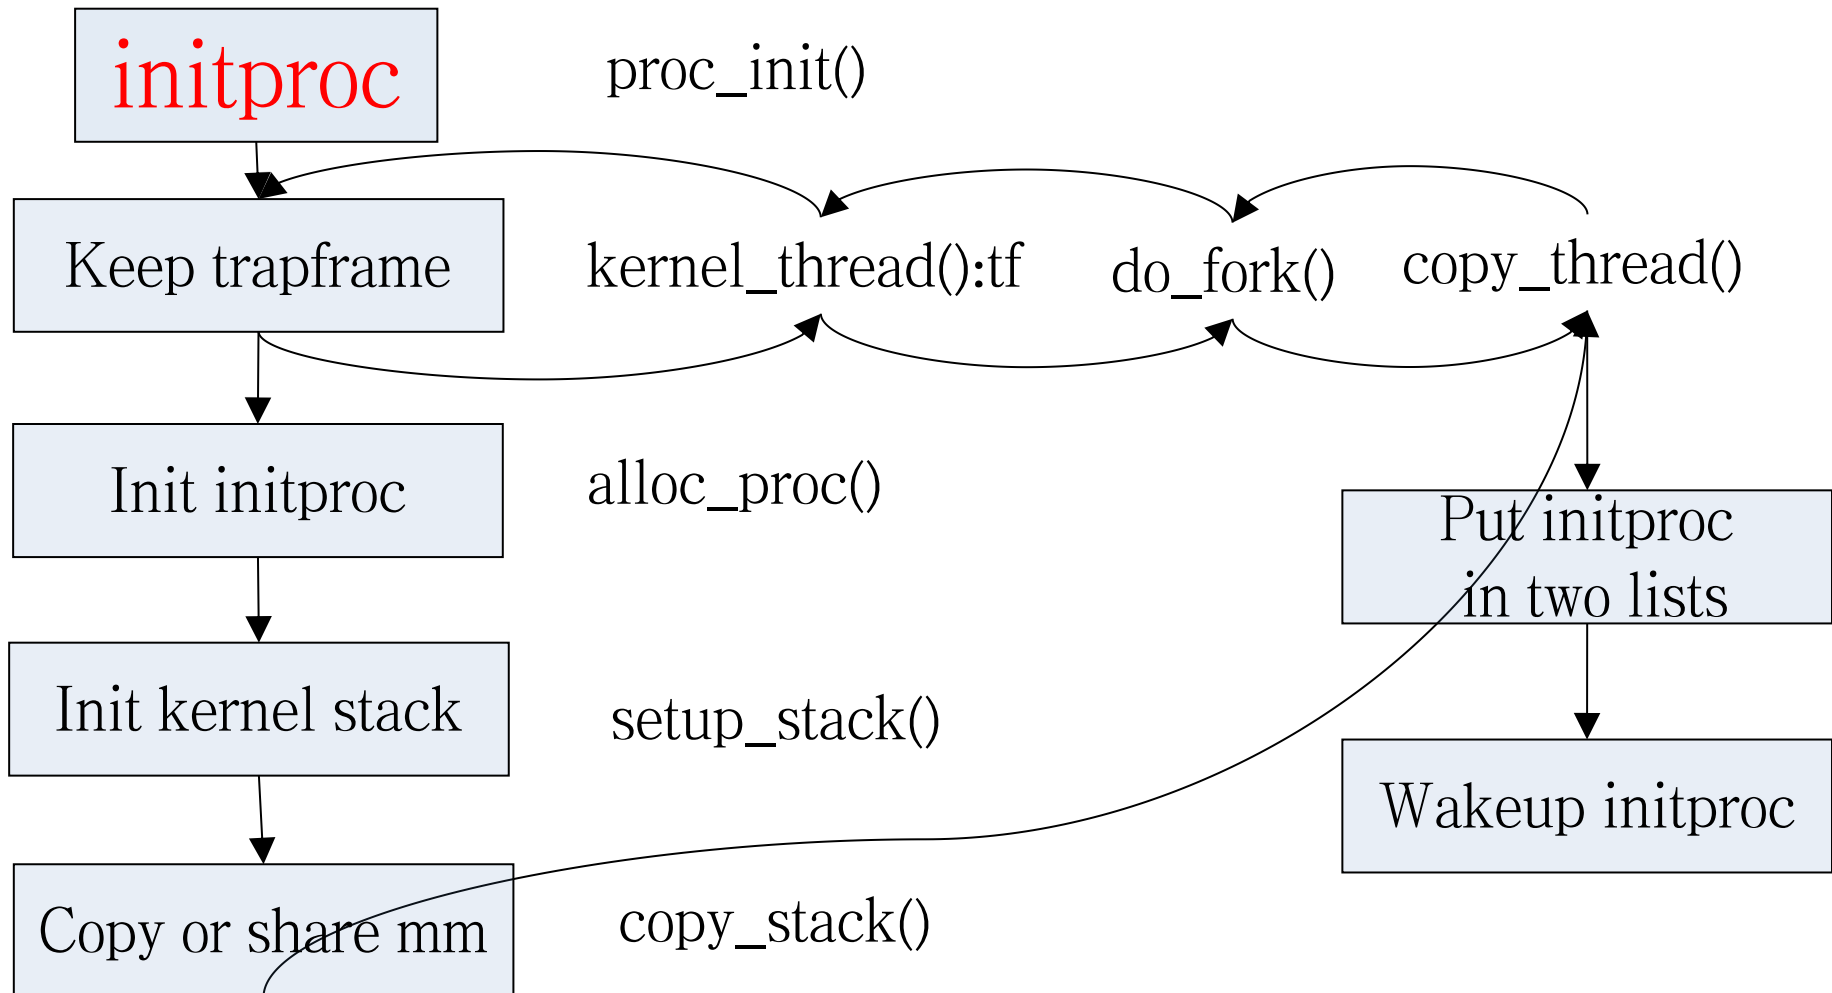 initproc
proc_init()
Keep trapframe
kernel_thread():tf
do_fork()
copy_thread()
Init initproc
alloc_proc()
Put initproc
in two lists
Init kernel stack
setup_stack()
Wakeup initproc
Copy or share mm
copy_stack()